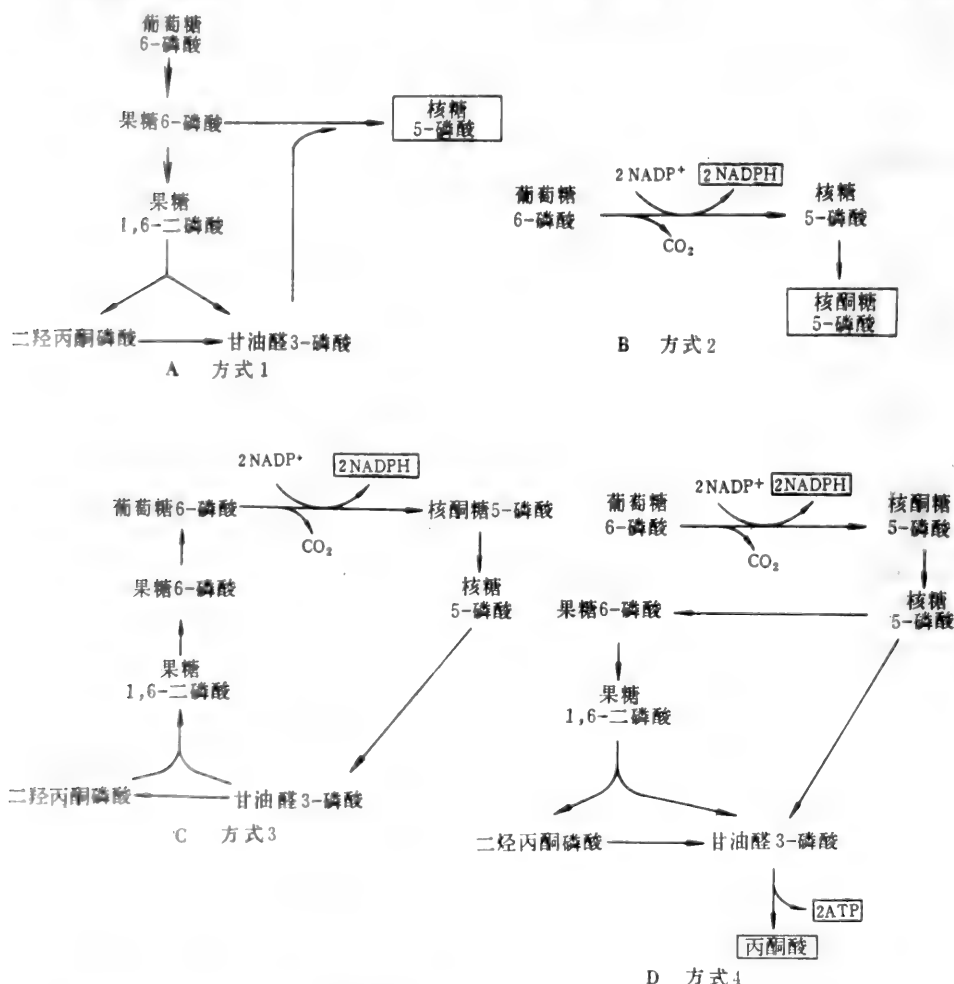 葡萄糖
6-磷酸
果糖6-磷酸
核糖
5-磷酸
果糖
1,6-二磷酸
二羟丙酮磷酸
甘油醛3-磷酸
A 方式1
2NADP⁺
2NADPH
葡萄糖
6-磷酸
CO₂
核糖
5-磷酸
核酮糖
5-磷酸
B 方式2
2NADP⁺
2NADPH
葡萄糖6-磷酸
CO₂
核酮糖5-磷酸
果糖6-磷酸
核糖
5-磷酸
果糖
1,6-二磷酸
二羟丙酮磷酸
甘油醛3-磷酸
C 方式3
2NADP+
2NADPH
葡萄糖
6-磷酸
CO₂
核酮糖
5-磷酸
核糖
5-磷酸
果糖6-磷酸
果糖
1,6-二磷酸
二烃丙酮磷酸
甘油醛3-磷酸
2ATP
丙酮酸
D 方式4